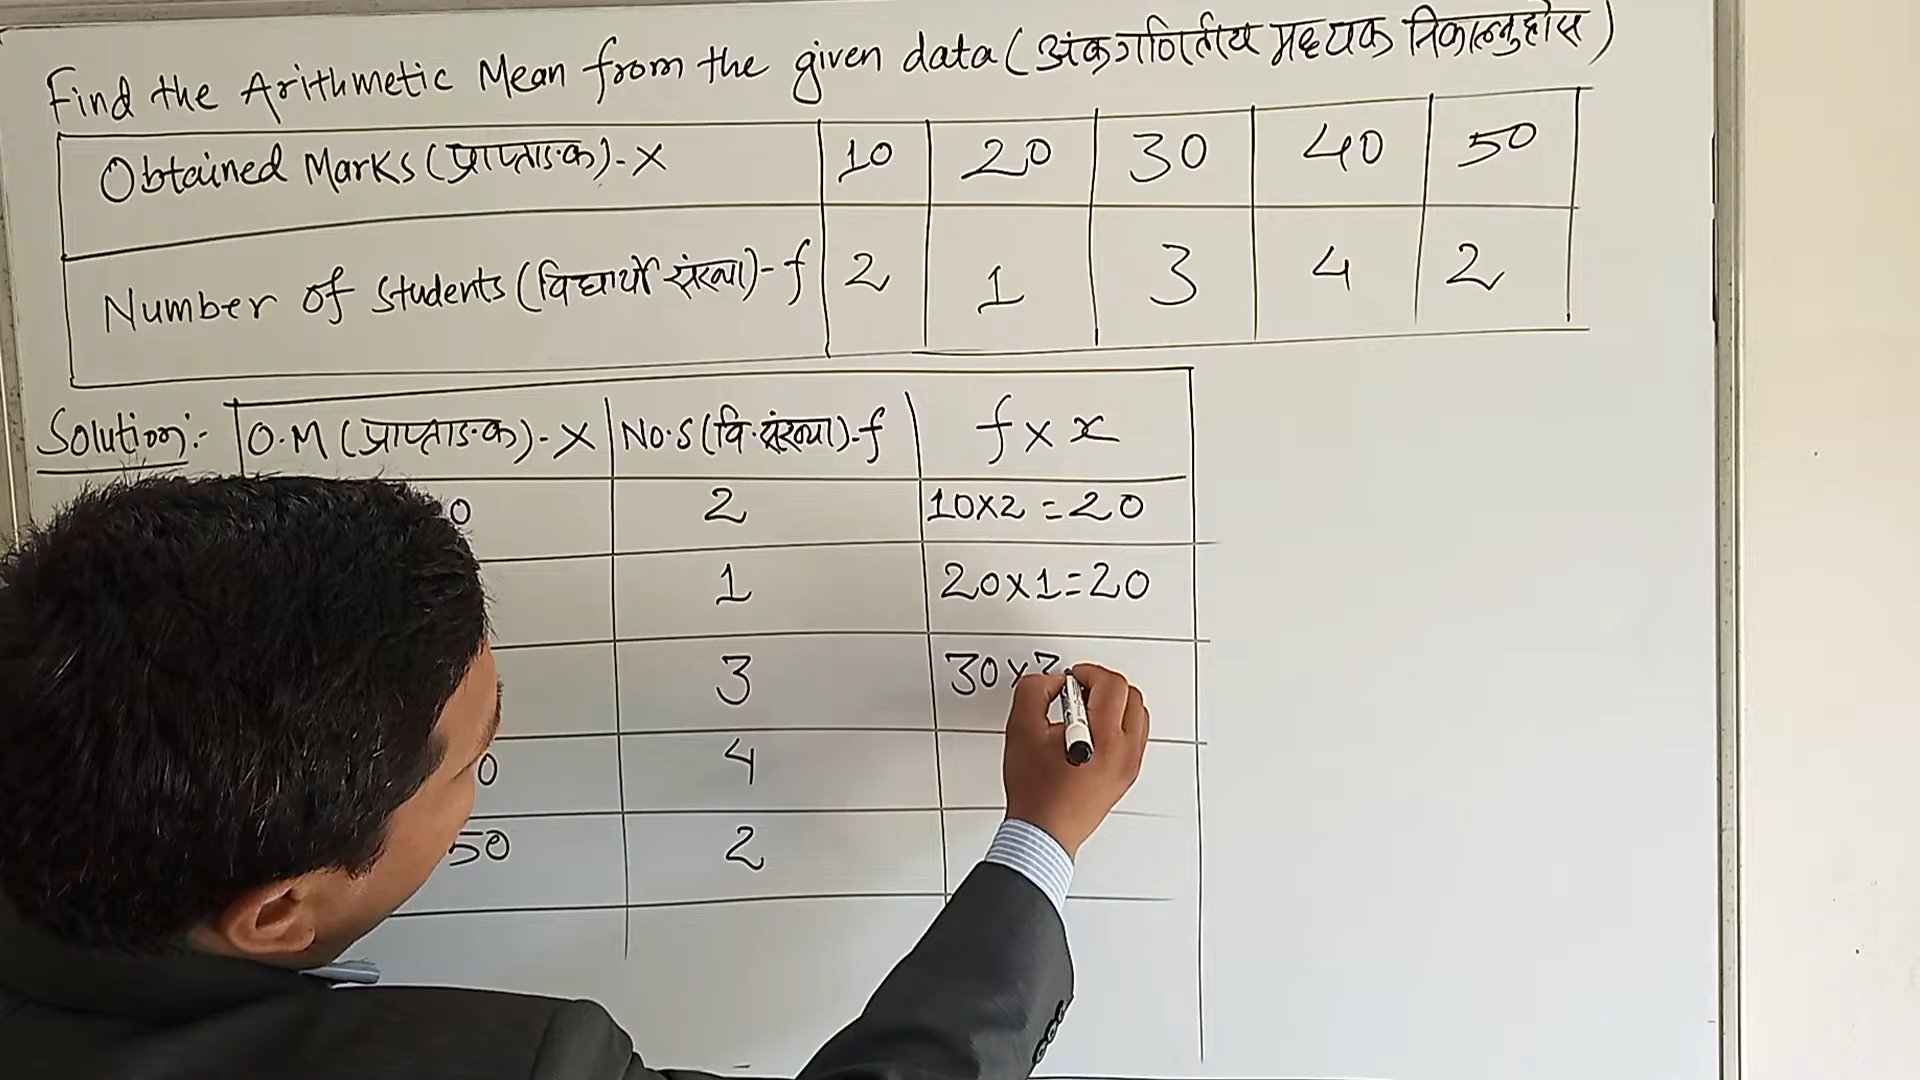 Find the Arithmetic Mean from the given data (अंकगणितीय मध्यक निकाल्नुहोस)
Obtained Marks (प्राप्ताङ्क) - X 10 20 30 40 50
Number of students (विद्यार्थी संख्या) - f 2 1 3 4 2
Solution:- O.M (प्राप्ताङ्क) - X No.S (वि. संख्या) - f f × x
0 2 10×2 = 20
1 20×1=20
3 30×3
0 4
50 2